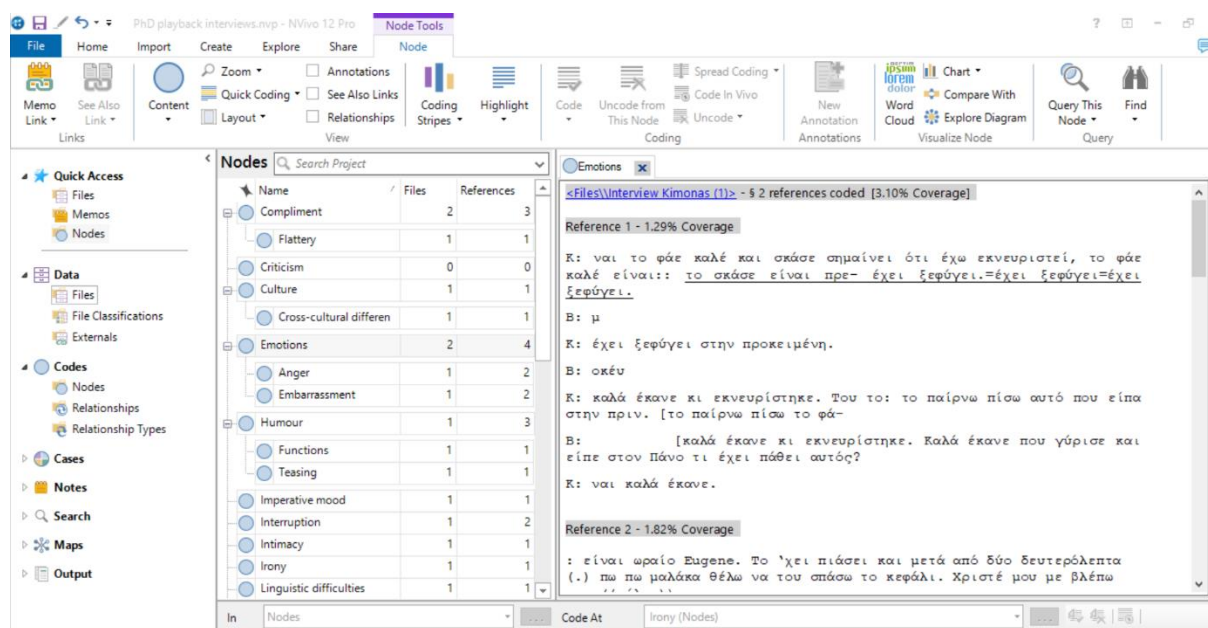 PhD playback interviews.nvp - NVivo 12 Pro
Node Tools
?
File Home Import Create Explore Share Node
Memo Link
See Also Link
Links
Content
Zoom
Quick Coding
Layout
Annotations
See Also Links
Relationships
View
Coding Stripes
Highlight
Code
Uncode from This Node
Spread Coding
Code In Vivo
Uncode
Coding
New Annotation
Annotations
lorem
dolor
Word Cloud
Chart
Compare With
Explore Diagram
Visualize Node
Query This Node
Find
Query
Quick Access
Files
Memos
Nodes
Data
Files
File Classifications
Externals
Codes
Nodes
Relationships
Relationship Types
Cases
Notes
Search
Maps
Output
Nodes Search Project
Name Files References
Compliment 2 3
Flattery 1 1
Criticism 0 0
Culture 1 1
Cross-cultural differen 1 1
Emotions 2 4
Anger 1 2
Embarrassment 1 2
Humour 1 3
Functions 1 1
Teasing 1 1
Imperative mood 1 1
Interruption 1 2
Intimacy 1 1
Irony 1 1
Linguistic difficulties 1 1
Emotions
<Files\\Interview Kimonas (1)> - § 2 references coded [3.10% Coverage]
Reference 1 - 1.29% Coverage
Κ: ναι το φάε καλέ και σκάσε σημαίνει ότι έχω εκνευριστεί, το φάε
καλέ είναι:: το σκάσε είναι πρε- έχει ξεφύγει.=έχει ξεφύγει=έχει
ξεφύγει.
Β: μ
Κ: έχει ξεφύγει στην προκειμένη.
Β: οκέυ
Κ: καλά έκανε κι εκνευρίστηκε. Του το: το παίρνω πίσω αυτό που είπα
στην πριν. [το παίρνω πίσω το φά-
Β: [καλά έκανε κι εκνευρίστηκε. Καλά έκανε που γύρισε και
είπε στον Πάνο τι έχει πάθει αυτός?
Κ: ναι καλά έκανε.
Reference 2 - 1.82% Coverage
: είναι ωραίο Eugene. Το ‘χει πιάσει και μετά από δύο δευτερόλεπτα
(.) πω πω μαλάκα θέλω να του σπάσω το κεφάλι. Χριστέ μου με βλέπω
In Nodes ... Code At Irony (Nodes) ...